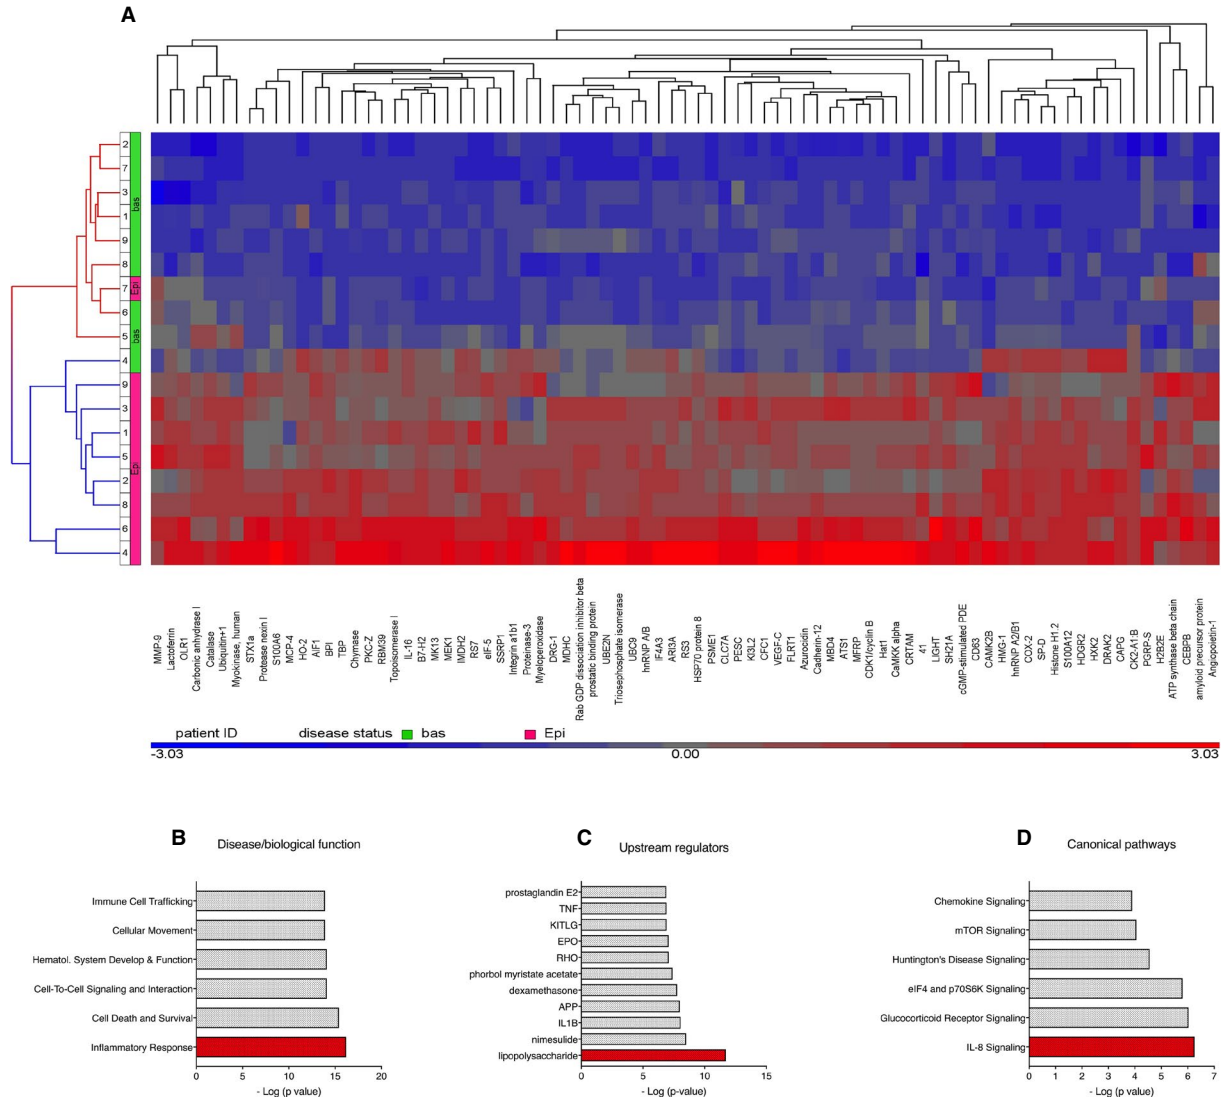 A
2
7
3
1
9
8
7
6
5
4
9
3
1
5
2
8
6
4
bas
Epi
bas
Epi
MMP-9
Lactoferrin
OLR1
Carbonic anhydrase I
Catalase
Ubiquitin+1
Myokinase, human
STX1a
Protease nexin I
S100A6
MCP-4
HO-2
AIF1
BPI
TBP
Chymase
PKC-Z
RBM39
Topoisomerase I
IL-16
B7-H2
MK13
MEK1
IMDH2
RS7
eIF-5
SSRP1
Integrin a1b1
Proteinase-3
Myeloperoxidase
DRG-1
MDHC
Rab GDP dissociation inhibitor beta
prostatic binding protein
UBE2N
Triosephosphate isomerase
UBC9
hnRNP A/B
IF4A3
ARI3A
RS3
HSP70 protein 8
PSME1
CLC7A
PESC
KI3L2
CFC1
VEGF-C
FLRT1
Azurocidin
Cadherin-12
MBD4
ATS1
MFRP
CDK1/cyclin B
Hat1
CaMKK alpha
CRTAM
41
LIGHT
SH21A
cGMP-stimulated PDE
CD63
CAMK2B
HMG-1
hnRNP A2/B1
COX-2
SP-D
Histone H1.2
S100A12
HDGR2
HXK2
DRAK2
CAPG
CK2-A1:B
PGRP-S
H2B2E
ATP synthase beta chain
CEBPB
amyloid precursor protein
Angiopoietin-1
patient ID disease status bas Epi
-3.03 0.00 3.03
B Disease/biological function
Immune Cell Trafficking
Cellular Movement
Hematol. System Develop & Function
Cell-To-Cell Signaling and Interaction
Cell Death and Survival
Inflammatory Response
0 5 10 15 20
- Log (p value)
C Upstream regulators
prostaglandin E2
TNF
KITLG
EPO
RHO
phorbol myristate acetate
dexamethasone
APP
IL1B
nimesulide
lipopolysaccharide
0 5 10 15
- Log (p-value)
D Canonical pathways
Chemokine Signaling
mTOR Signaling
Huntington's Disease Signaling
eIF4 and p70S6K Signaling
Glucocorticoid Receptor Signaling
IL-8 Signaling
0 1 2 3 4 5 6 7
- Log (p value)